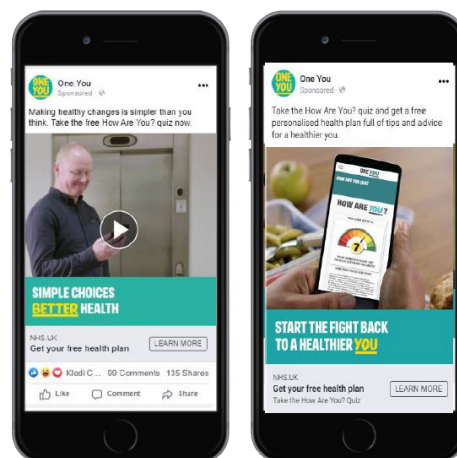 ONE
YOU
One You
Sponsored
Making healthy changes is simpler than you
think. Take the free How Are You? quiz now.
SIMPLE CHOICES
BETTER HEALTH
NHS.UK
Get your free health plan
LEARN MORE
Klodi C... 99 Comments 135 Shares
Like Comment Share
ONE
YOU
One You
Sponsored
Take the How Are You? quiz and get a free
personalised health plan full of tips and advice
for a healthier you.
ONE YOU
HOW ARE YOU?
7
START THE FIGHT BACK
TO A HEALTHIER YOU
NHS.UK
Get your free health plan
Take the How Are You? Quiz
LEARN MORE